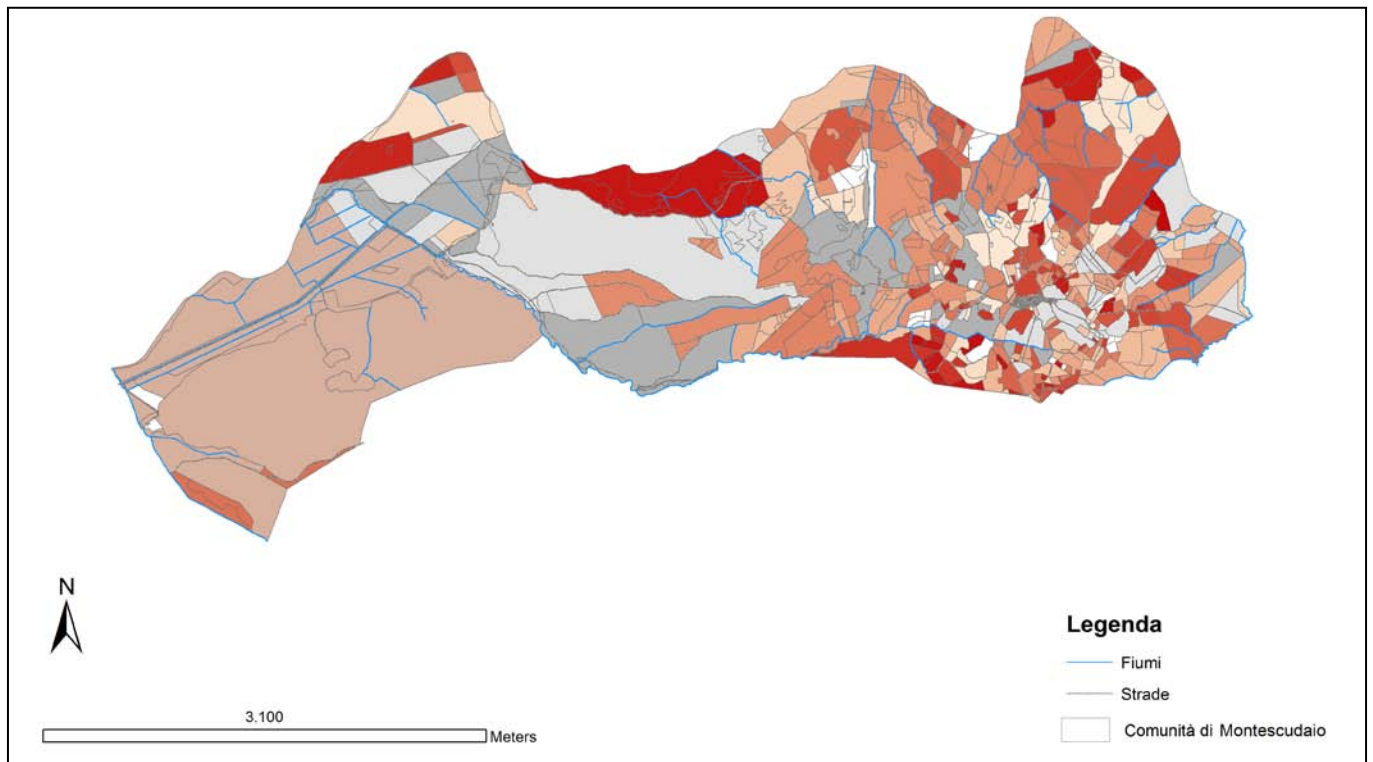 N
3.100
Meters
Legenda
Fiumi
Strade
Comunità di Montescudaio